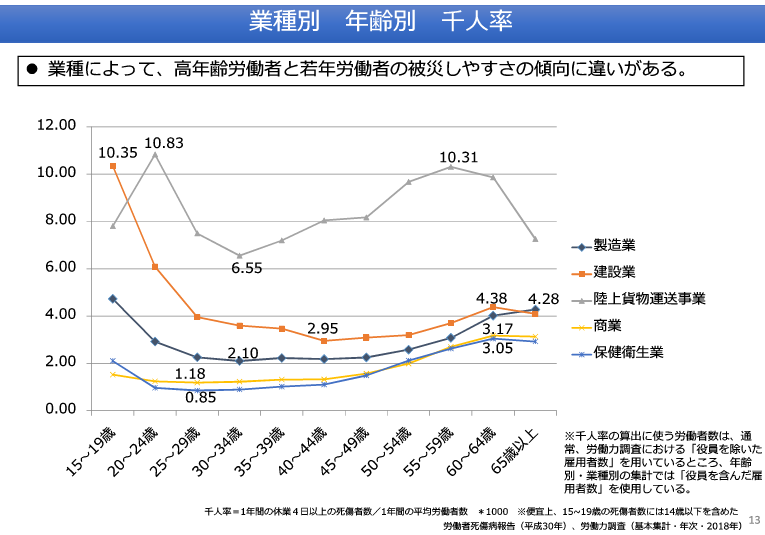 業種別　年齢別　千人率
● 業種によって、高年齢労働者と若年労働者の被災しやすさの傾向に違いがある。
12.00
10.00
8.00
6.00
4.00
2.00
0.00
10.35
10.83
10.31
6.55
2.95
4.38
4.28
2.10
3.17
3.05
1.18
0.85
15～19歳
20～24歳
25～29歳
30～34歳
35～39歳
40～44歳
45～49歳
50～54歳
55～59歳
60～64歳
65歳以上
製造業
建設業
陸上貨物運送事業
商業
保健衛生業
※千人率の算出に使う労働者数は、通
常、労働力調査における「役員を除いた
雇用者数」を用いているところ、年齢
別・業種別の集計では「役員を含んだ雇
用者数」を使用している。
千人率＝1年間の休業４日以上の死傷者数／1年間の平均労働者数　＊1000　※便宜上、15~19歳の死傷者数には14歳以下を含めた
労働者死傷病報告（平成30年）、労働力調査（基本集計・年次・2018年）
13